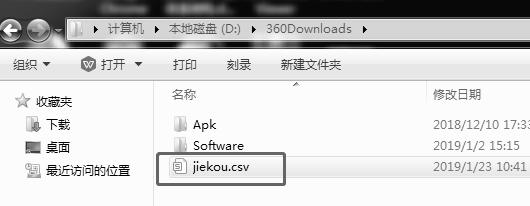 计算机 本地磁盘 (D:) 360Downloads
组织 打开 打印 刻录 新建文件夹
名称 修改日期
收藏夹
下载 Apk 2018/12/10 17:33
桌面 Software 2019/1/2 15:15
最近访问的位置 jiekou.csv 2019/1/23 10:41